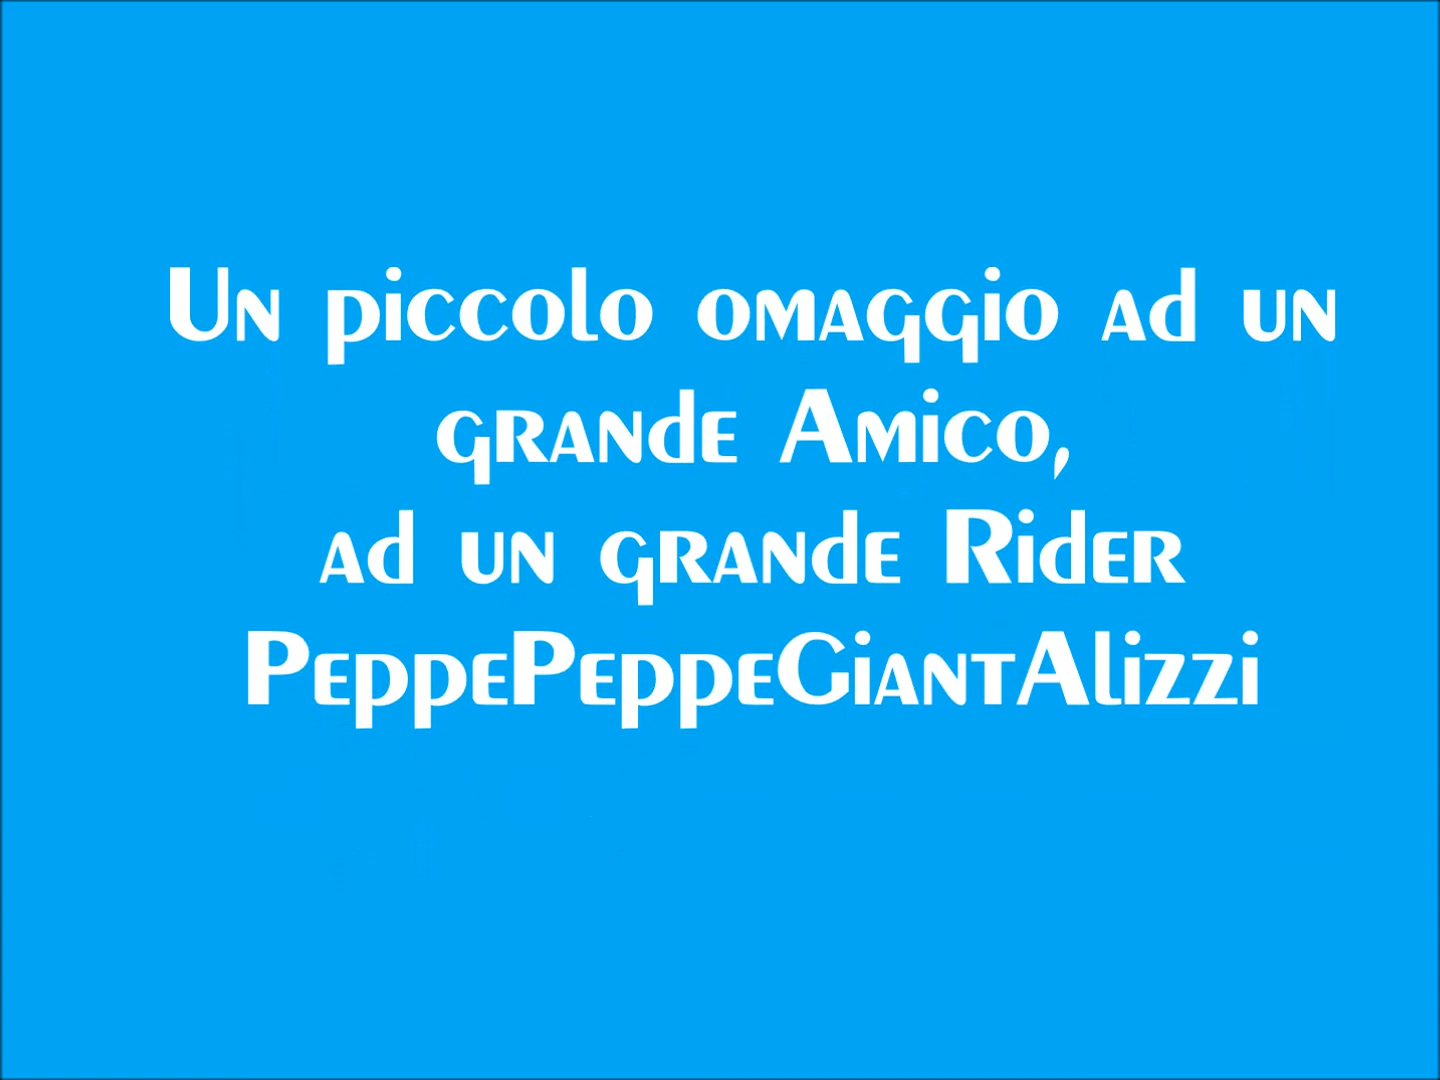 Un piccolo omaggio ad un
grande Amico,
ad un grande Rider
PeppePeppeGiantAlizzi